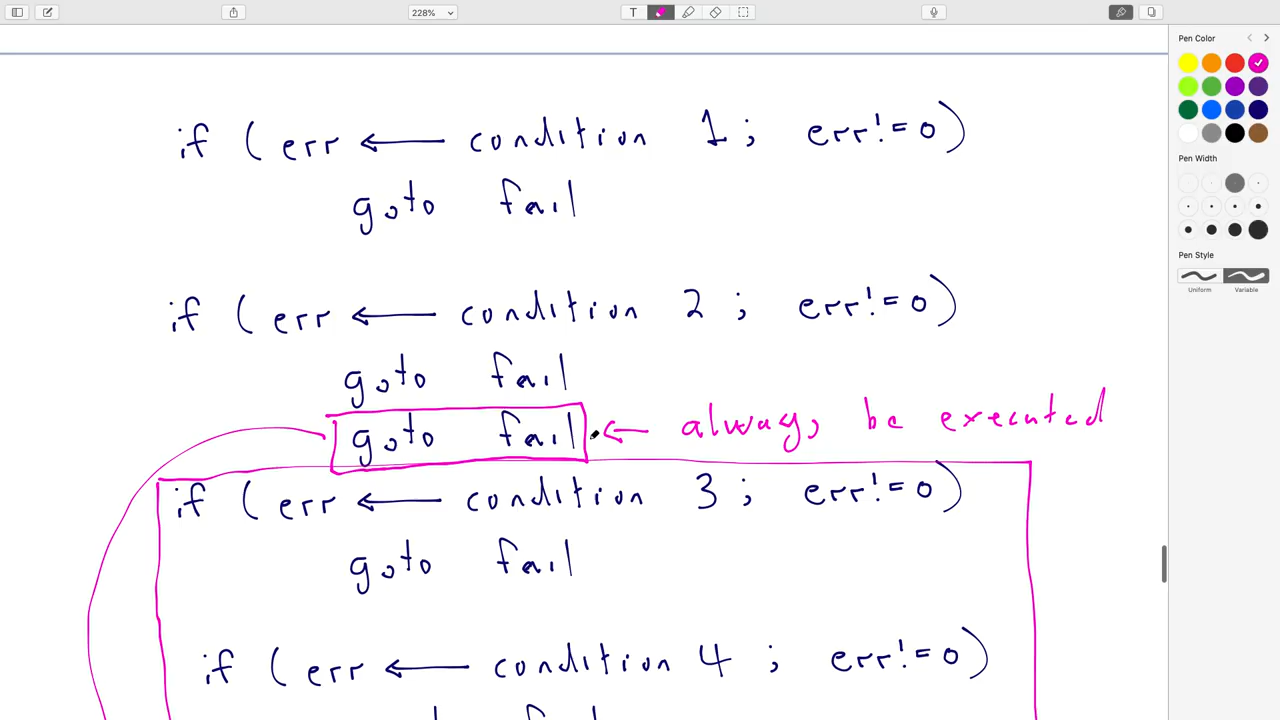 228%
T
Pen Color
if ( err ← condition 1 ; err!=0)
goto fail
Pen Width
Pen Style
Uniform Variable
if ( err ← condition 2 ; err!=0)
goto fail
goto fail ← always be executed
if ( err ← condition 3 ; err!=0)
goto fail
if ( err ← condition 4 ; err!=0)